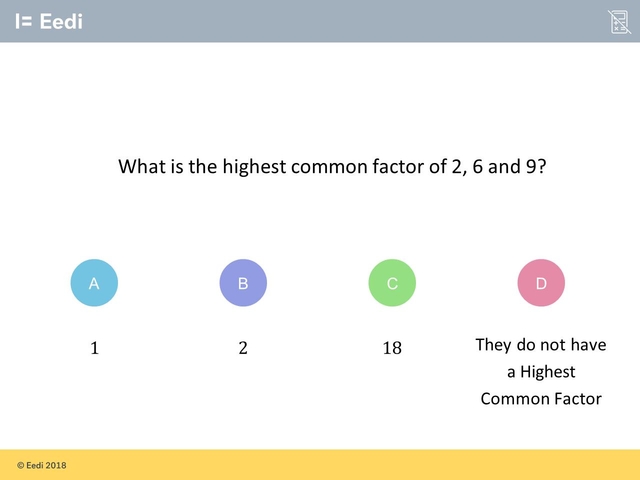 Eedi
What is the highest common factor of 2, 6 and 9?
A
B
C
D
1
2
18
They do not have
a Highest
Common Factor
© Eedi 2018